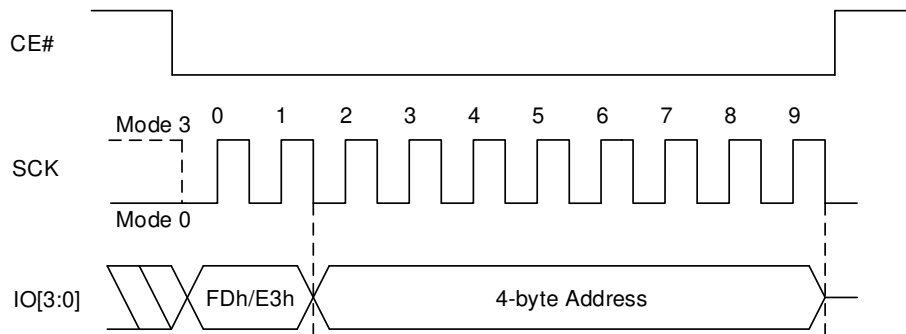 CE#
0 1 2 3 4 5 6 7 8 9
Mode 3
SCK
Mode 0
IO[3:0]
FDh/E3h
4-byte Address